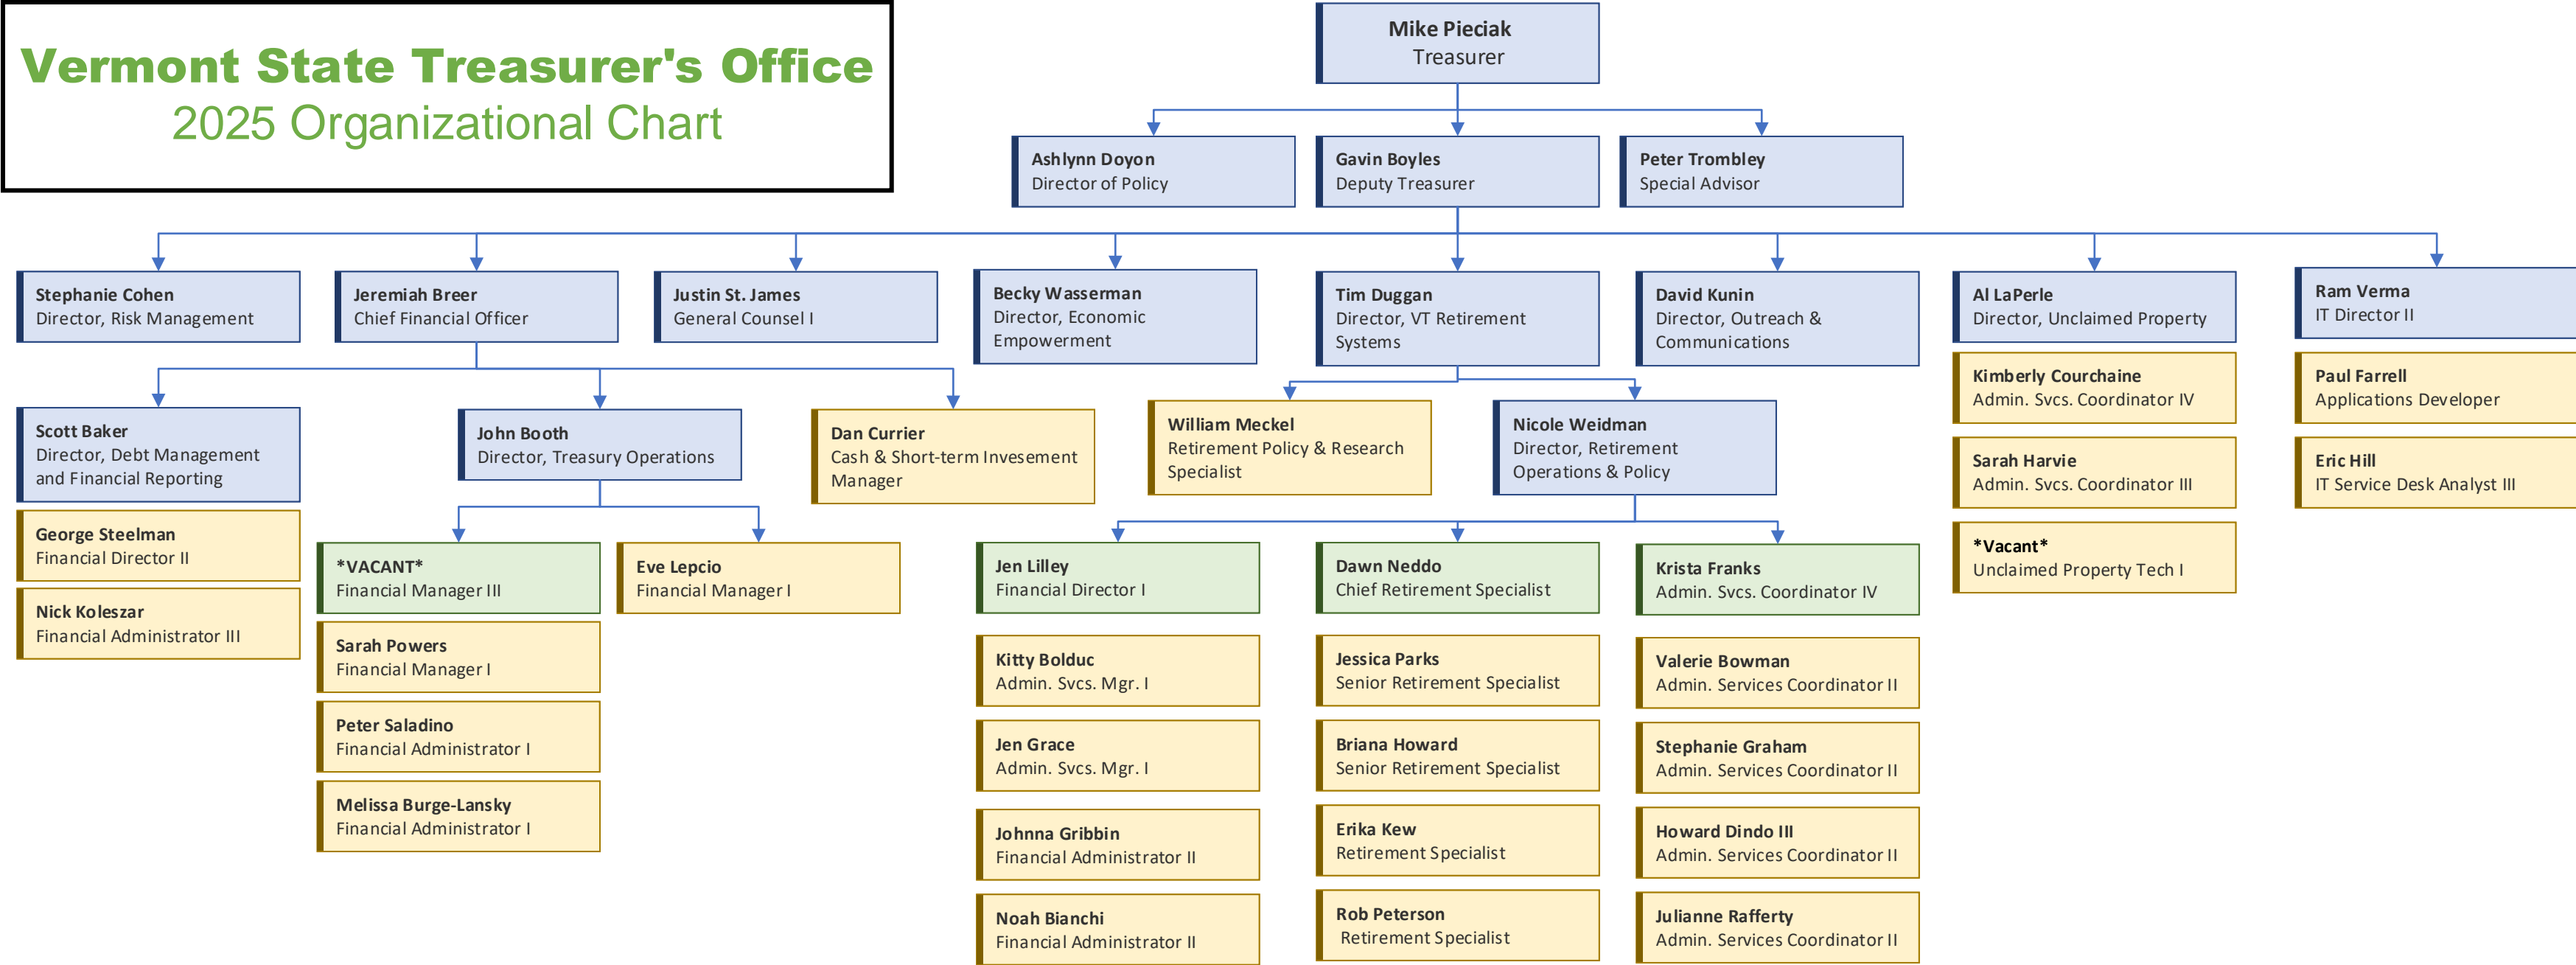 Vermont State Treasurer's Office
2025 Organizational Chart
Mike Pieciak
Treasurer
Ashlynn Doyon
Director of Policy
Gavin Boyles
Deputy Treasurer
Peter Trombley
Special Advisor
Stephanie Cohen
Director, Risk Management
Jeremiah Breer
Chief Financial Officer
Justin St. James
General Counsel I
Becky Wasserman
Director, Economic
Empowerment
Tim Duggan
Director, VT Retirement
Systems
David Kunin
Director, Outreach &
Communications
Al LaPerle
Director, Unclaimed Property
Ram Verma
IT Director II
Scott Baker
Director, Debt Management
and Financial Reporting
George Steelman
Financial Director II
Nick Koleszar
Financial Administrator III
John Booth
Director, Treasury Operations
*VACANT*
Financial Manager III
Sarah Powers
Financial Manager I
Peter Saladino
Financial Administrator I
Melissa Burge-Lansky
Financial Administrator I
Eve Lepcio
Financial Manager I
Dan Currier
Cash & Short-term Invesement
Manager
William Meckel
Retirement Policy & Research
Specialist
Nicole Weidman
Director, Retirement
Operations & Policy
Jen Lilley
Financial Director I
Kitty Bolduc
Admin. Svcs. Mgr. I
Jen Grace
Admin. Svcs. Mgr. I
Johnna Gribbin
Financial Administrator II
Noah Bianchi
Financial Administrator II
Dawn Neddo
Chief Retirement Specialist
Jessica Parks
Senior Retirement Specialist
Briana Howard
Senior Retirement Specialist
Erika Kew
Retirement Specialist
Rob Peterson
Retirement Specialist
Krista Franks
Admin. Svcs. Coordinator IV
Valerie Bowman
Admin. Services Coordinator II
Stephanie Graham
Admin. Services Coordinator II
Howard Dindo III
Admin. Services Coordinator II
Julianne Rafferty
Admin. Services Coordinator II
Kimberly Courchaine
Admin. Svcs. Coordinator IV
Sarah Harvie
Admin. Svcs. Coordinator III
*Vacant*
Unclaimed Property Tech I
Paul Farrell
Applications Developer
Eric Hill
IT Service Desk Analyst III